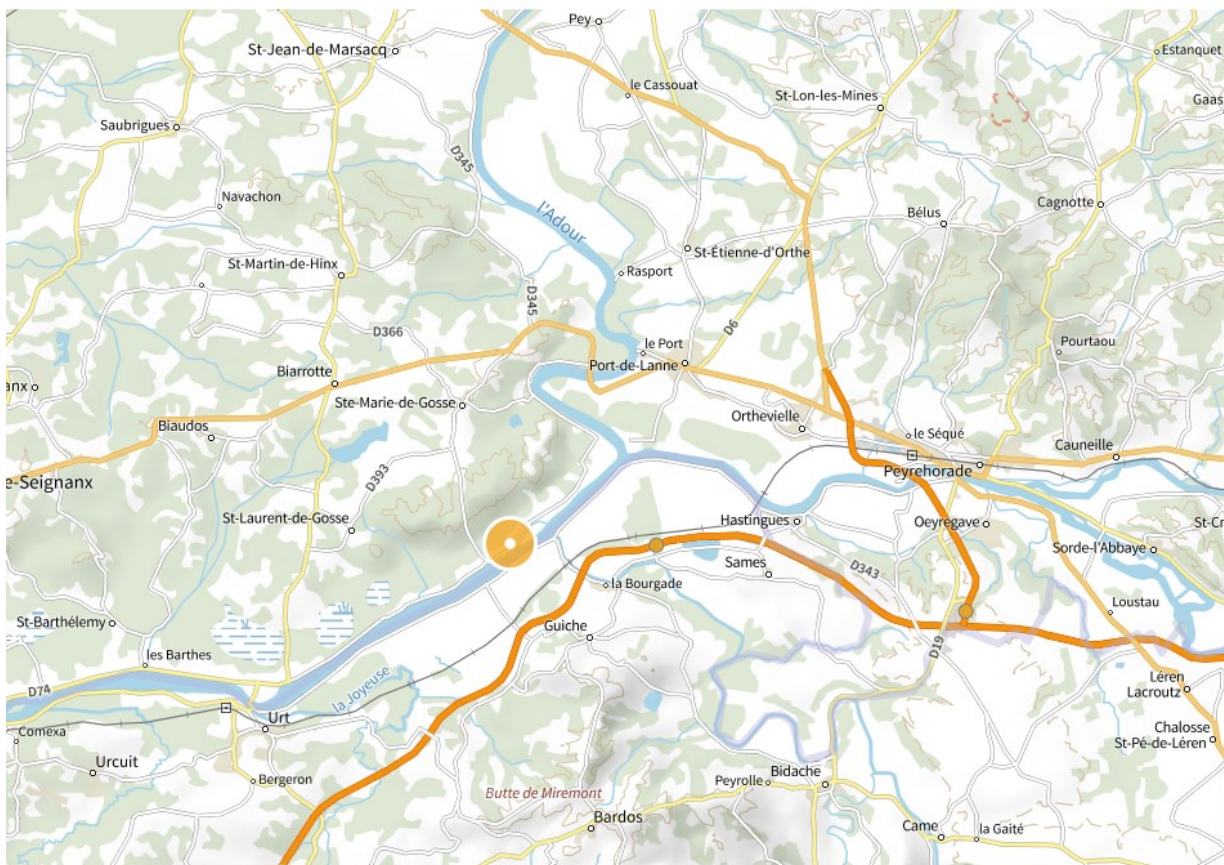 Pey
St-Jean-de-Marsacq
Estanquet
le Cassouat
St-Lon-les-Mines
Gaas
Saubrigues
D345
Navachon
l'Adour
Cagnotte
Bélus
St-Étienne-d'Orthe
St-Martin-de-Hinx
Rasport
D345
D366
D6
le Port
Pourtaou
Port-de-Lanne
Biarrotte
anx
Ste-Marie-de-Gosse
Orthevielle
Biaudos
le Séqué
Cauneille
Peyrehorade
e-Seignanx
D393
St-Laurent-de-Gosse
Hastingues
Oeyregave
St-C
Sorde-l'Abbaye
Sames
D343
la Bourgade
Loustau
St-Barthélemy
Guiche
les Barthes
D19
la Joyeuse
Léren
Lacroutz
D74
Urt
Comexa
Chalosse
St-Pé-de-Léren
Urcuit
Bergeron
Bidache
Peyrolle
Butte de Miremont
Bardos
Came
la Gaité